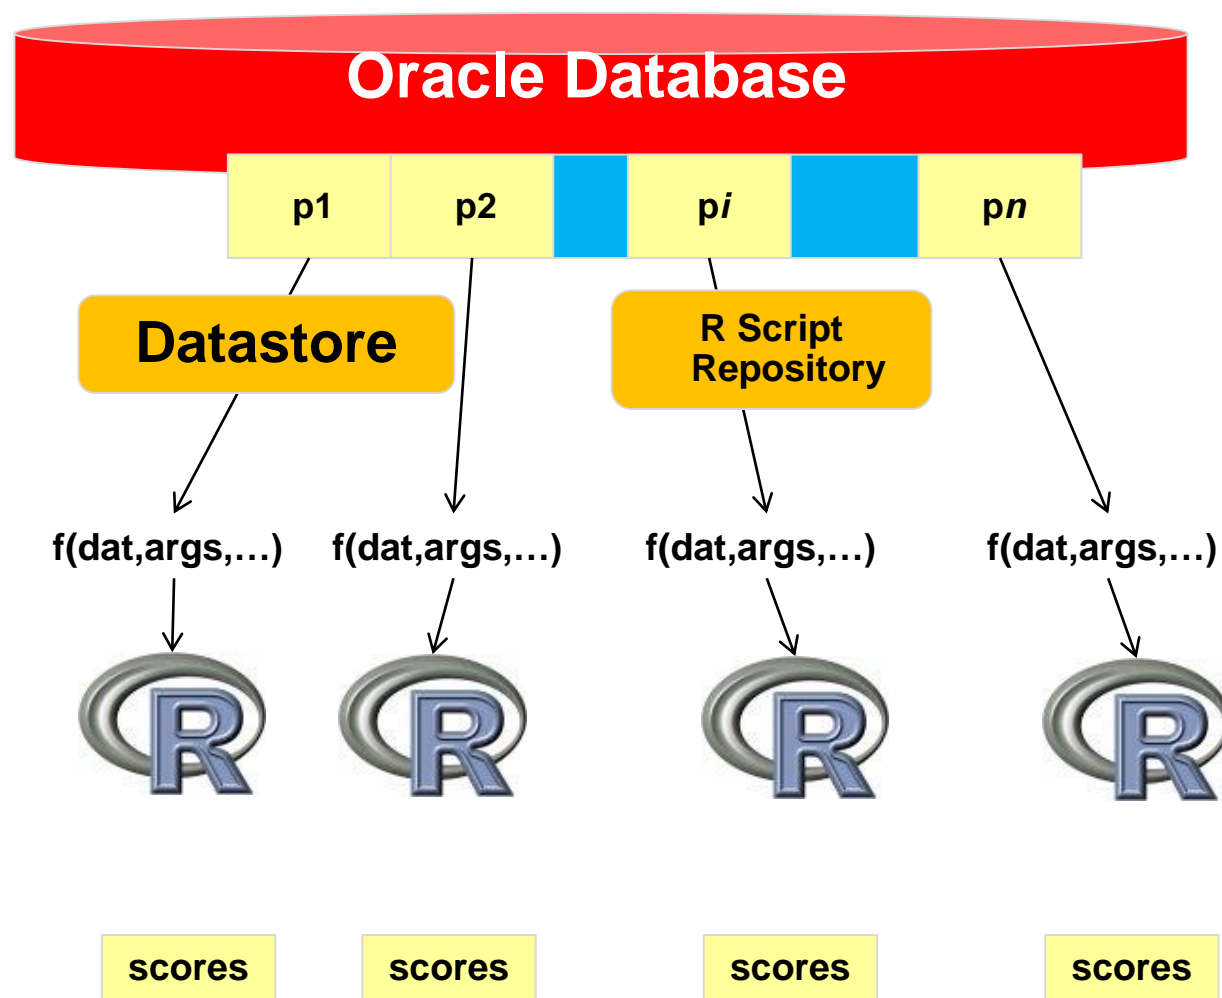 Oracle Database
p1 p2 pi pn
Datastore
R Script
Repository
f(dat,args,…) f(dat,args,…) f(dat,args,…) f(dat,args,…)
R R R R
scores scores scores scores